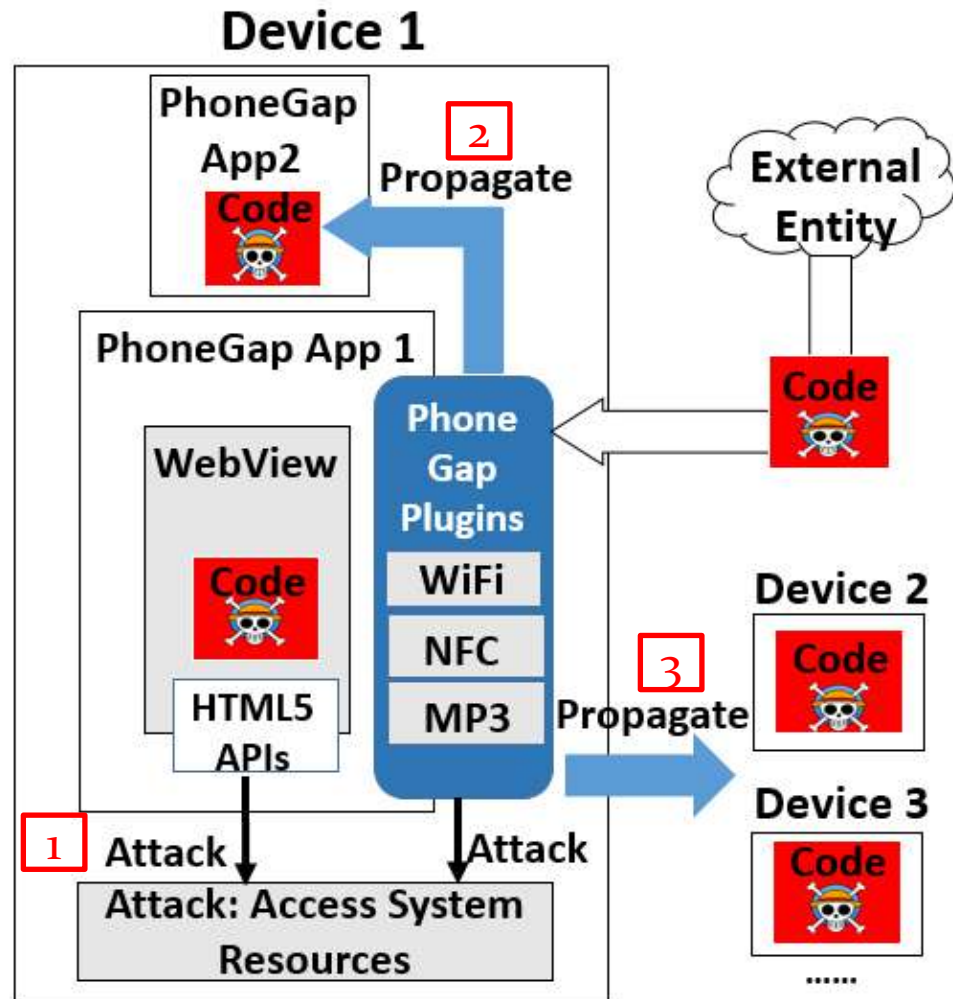 Device 1
PhoneGap
App2
Code
2
Propagate
External
Entity
Code
PhoneGap App 1
WebView
Code
HTML5
APIs
Phone
Gap
Plugins
WiFi
NFC
MP3
3
Propagate
Device 2
Code
Device 3
Code
......
1
Attack
Attack
Attack: Access System
Resources